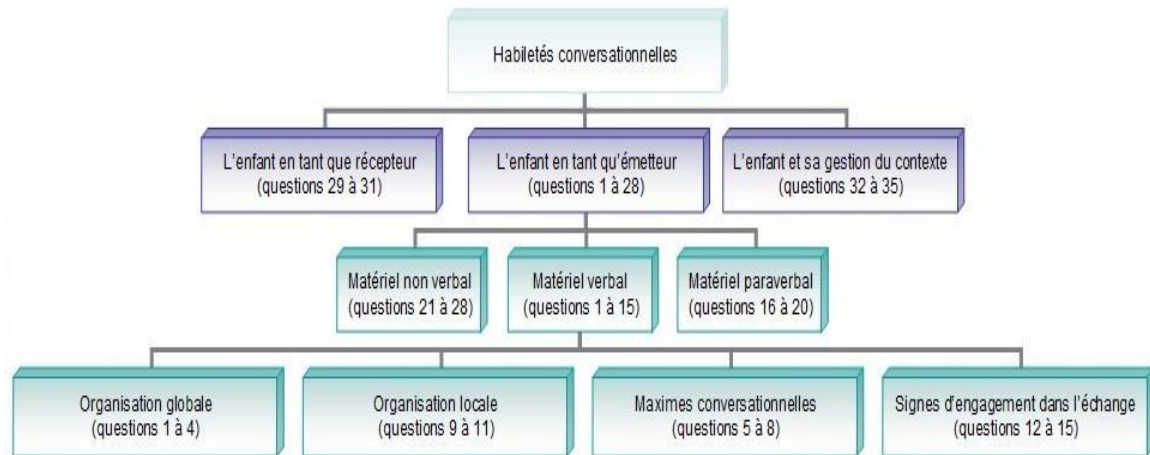 Habiletés conversationnelles
L'enfant en tant que récepteur
(questions 29 à 31)
L'enfant en tant qu'émetteur
(questions 1 à 28)
L'enfant et sa gestion du contexte
(questions 32 à 35)
Matériel non verbal
(questions 21 à 28)
Matériel verbal
(questions 1 à 15)
Matériel paraverbal
(questions 16 à 20)
Organisation globale
(questions 1 à 4)
Organisation locale
(questions 9 à 11)
Maximes conversationnelles
(questions 5 à 8)
Signes d'engagement dans l'échange
(questions 12 à 15)